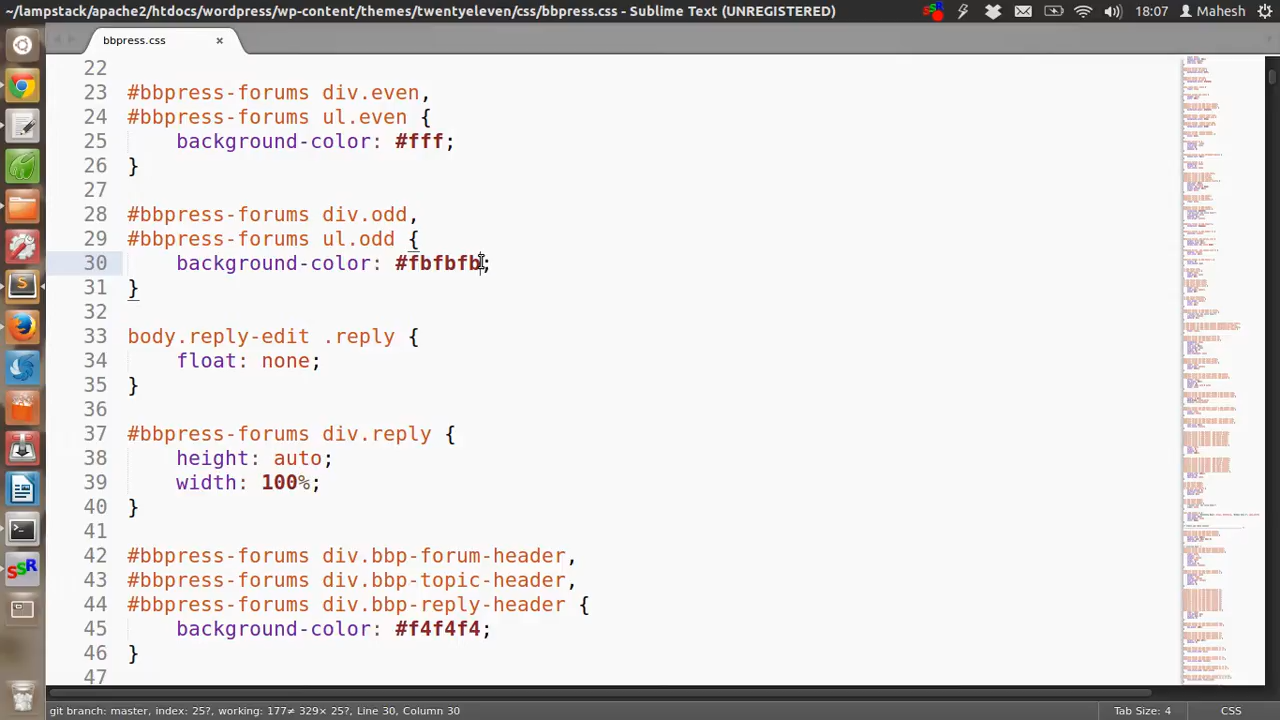 ~/lampstack/apache2/htdocs/wordpress/wp-content/themes/twentyeleven/css/bbpress.css - Sublime Text (UNREGISTERED) 18:07 Mahesh
bbpress.css ×
22
23 #bbpress-forums div.even,
24 #bbpress-forums ul.even {
25     background-color: #fff;
26 }
27
28 #bbpress-forums div.odd,
29 #bbpress-forums ul.odd {
30     background-color: #fbfbfb;
31 }
32
33 body.reply-edit .reply {
34     float: none;
35 }
36
37 #bbpress-forums div.reply {
38     height: auto;
39     width: 100%;
40 }
41
42 #bbpress-forums div.bbp-forum-header,
43 #bbpress-forums div.bbp-topic-header,
44 #bbpress-forums div.bbp-reply-header {
45     background-color: #f4f4f4;
46 }
47
git branch: master, index: 25?, working: 177≠ 329× 25?, Line 30, Column 30 Tab Size: 4 CSS